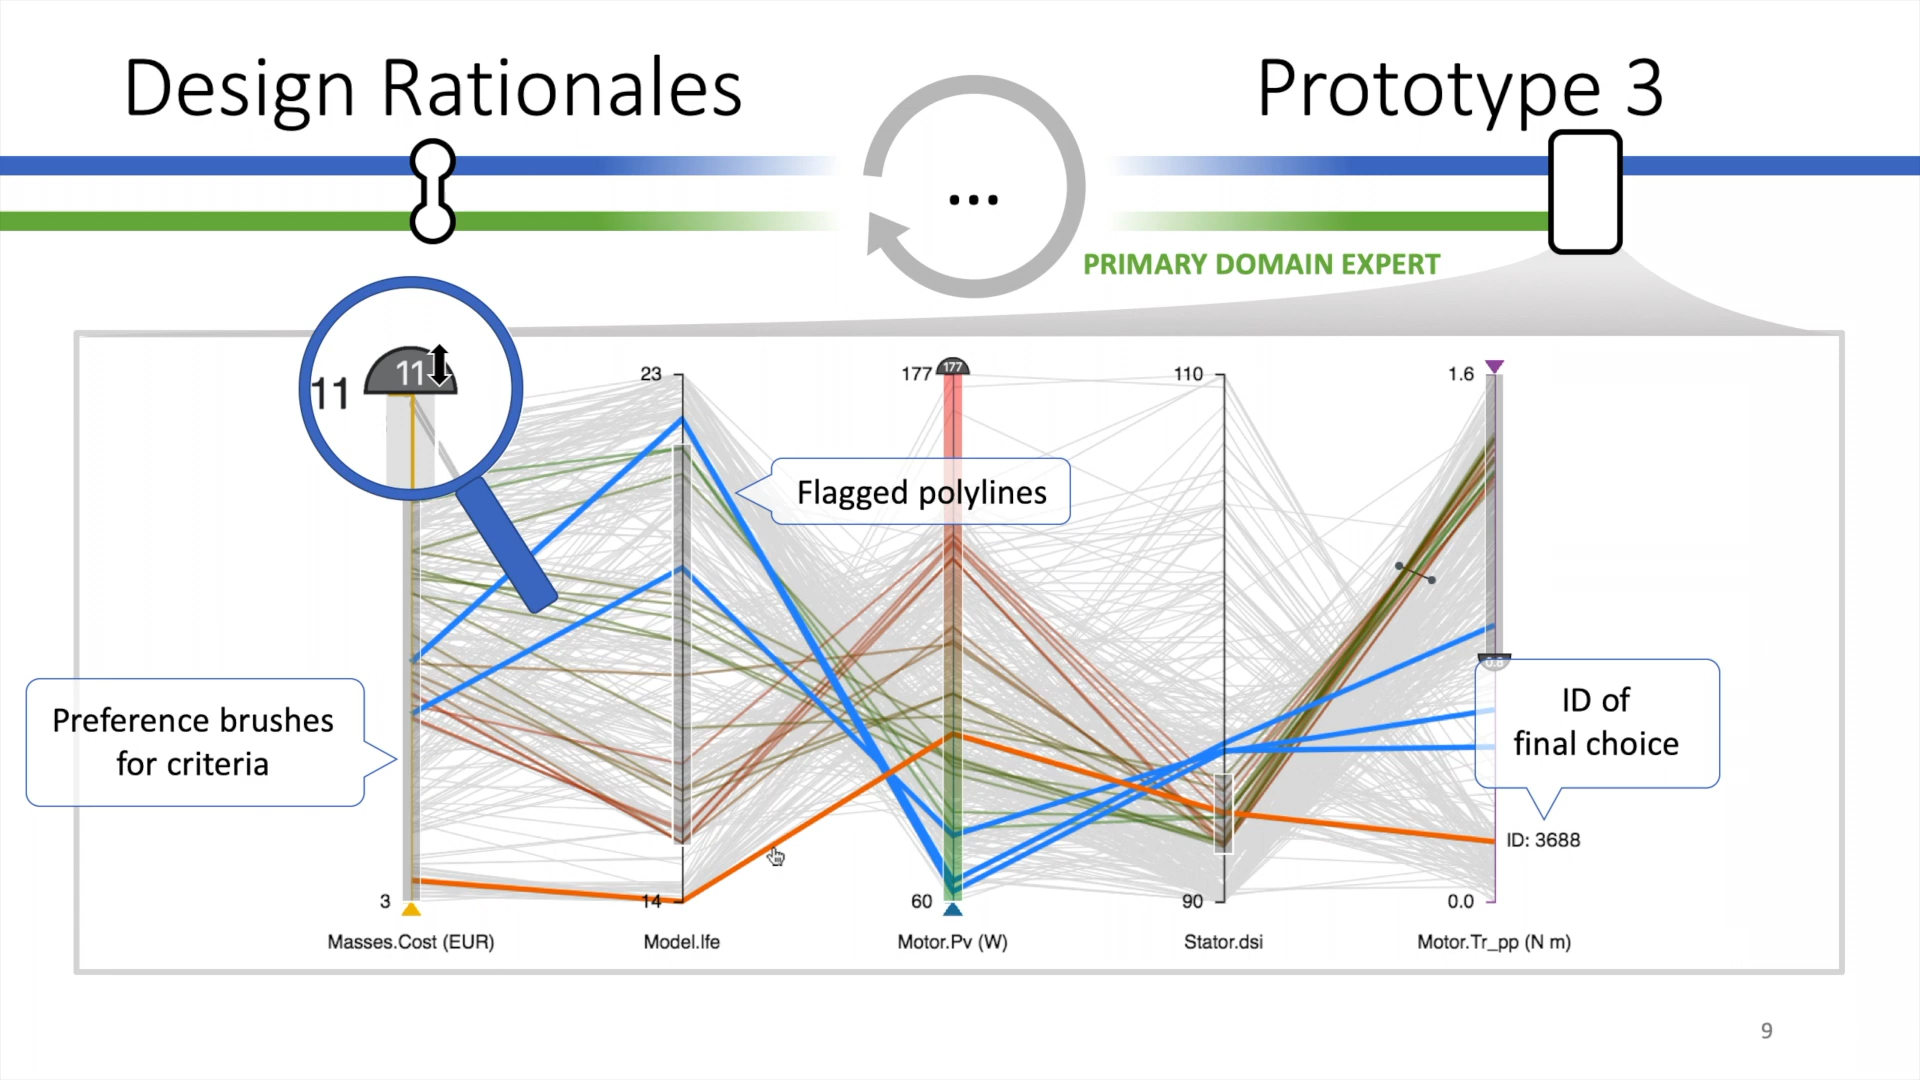 Design Rationales
Prototype 3
...
PRIMARY DOMAIN EXPERT
11
11
23
177
177
110
1.6
Flagged polylines
Preference brushes
for criteria
0.8
ID of
final choice
ID: 3688
3
14
60
90
0.0
Masses.Cost (EUR)
Model.lfe
Motor.Pv (W)
Stator.dsi
Motor.Tr_pp (N m)
9